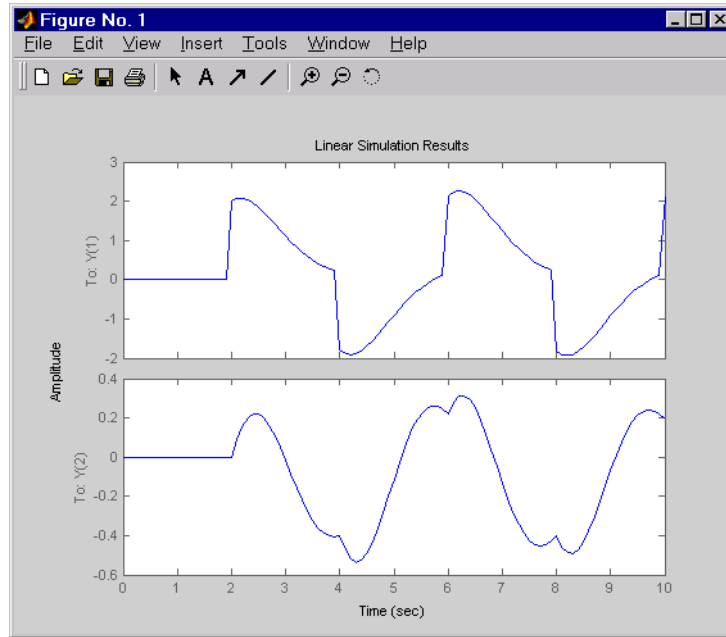 Figure No. 1
File Edit View Insert Tools Window Help
A
Linear Simulation Results
3
2
1
0
-1
-2
To: Y(1)
Amplitude
0.4
0.2
0
-0.2
-0.4
-0.6
To: Y(2)
0 1 2 3 4 5 6 7 8 9 10
Time (sec)